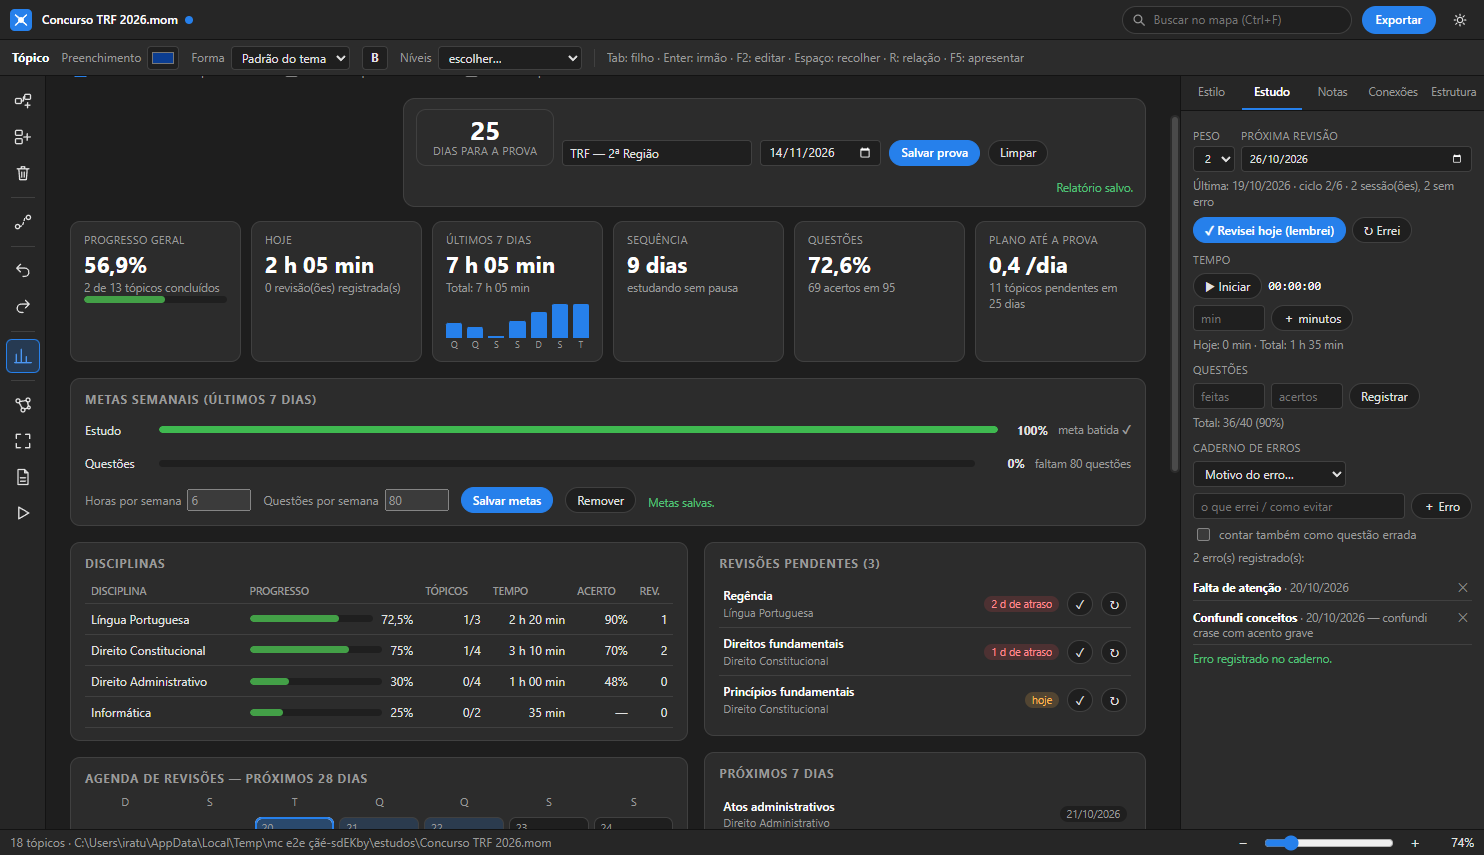 Concurso TRF 2026.mom
Buscar no mapa (Ctrl+F)
Exportar
Tópico
Preenchimento
Forma
Padrão do tema
B
Níveis
escolher...
Tab: filho · Enter: irmão · F2: editar · Espaço: recolher · R: relação · F5: apresentar
25
DIAS PARA A PROVA
TRF — 2ª Região
14/11/2026
Salvar prova
Limpar
Relatório salvo.
PROGRESSO GERAL
56,9%
2 de 13 tópicos concluídos
HOJE
2 h 05 min
0 revisão(ões) registrada(s)
ÚLTIMOS 7 DIAS
7 h 05 min
Total: 7 h 05 min
Q Q S S D S T
SEQUÊNCIA
9 dias
estudando sem pausa
QUESTÕES
72,6%
69 acertos em 95
PLANO ATÉ A PROVA
0,4 /dia
11 tópicos pendentes em
25 dias
METAS SEMANAIS (ÚLTIMOS 7 DIAS)
Estudo
100% meta batida ✓
Questões
0% faltam 80 questões
Horas por semana 6
Questões por semana 80
Salvar metas
Remover
Metas salvas.
DISCIPLINAS
DISCIPLINA PROGRESSO TÓPICOS TEMPO ACERTO REV.
Língua Portuguesa 72,5% 1/3 2 h 20 min 90% 1
Direito Constitucional 75% 1/4 3 h 10 min 70% 2
Direito Administrativo 30% 0/4 1 h 00 min 48% 0
Informática 25% 0/2 35 min — 0
REVISÕES PENDENTES (3)
Regência
Língua Portuguesa
2 d de atraso ✓ ↻
Direitos fundamentais
Direito Constitucional
1 d de atraso ✓ ↻
Princípios fundamentais
Direito Constitucional
hoje ✓ ↻
AGENDA DE REVISÕES — PRÓXIMOS 28 DIAS
D S T Q Q S S
20 21 22 23 24
PRÓXIMOS 7 DIAS
Atos administrativos
Direito Administrativo
21/10/2026
Estilo
Estudo
Notas
Conexões
Estrutura
PESO
2
PRÓXIMA REVISÃO
26/10/2026
Última: 19/10/2026 · ciclo 2/6 · 2 sessão(ões), 2 sem
erro
✓ Revisei hoje (lembrei)
↻ Errei
TEMPO
▶ Iniciar
00:00:00
min
+ minutos
Hoje: 0 min · Total: 1 h 35 min
QUESTÕES
feitas
acertos
Registrar
Total: 36/40 (90%)
CADERNO DE ERROS
Motivo do erro...
o que errei / como evitar
+ Erro
contar também como questão errada
2 erro(s) registrado(s):
Falta de atenção · 20/10/2026
Confundi conceitos · 20/10/2026 — confundi
crase com acento grave
Erro registrado no caderno.
18 tópicos · C:\Users\iratu\AppData\Local\Temp\mc e2e çãé-sdEKby\estudos\Concurso TRF 2026.mom
− + 74%